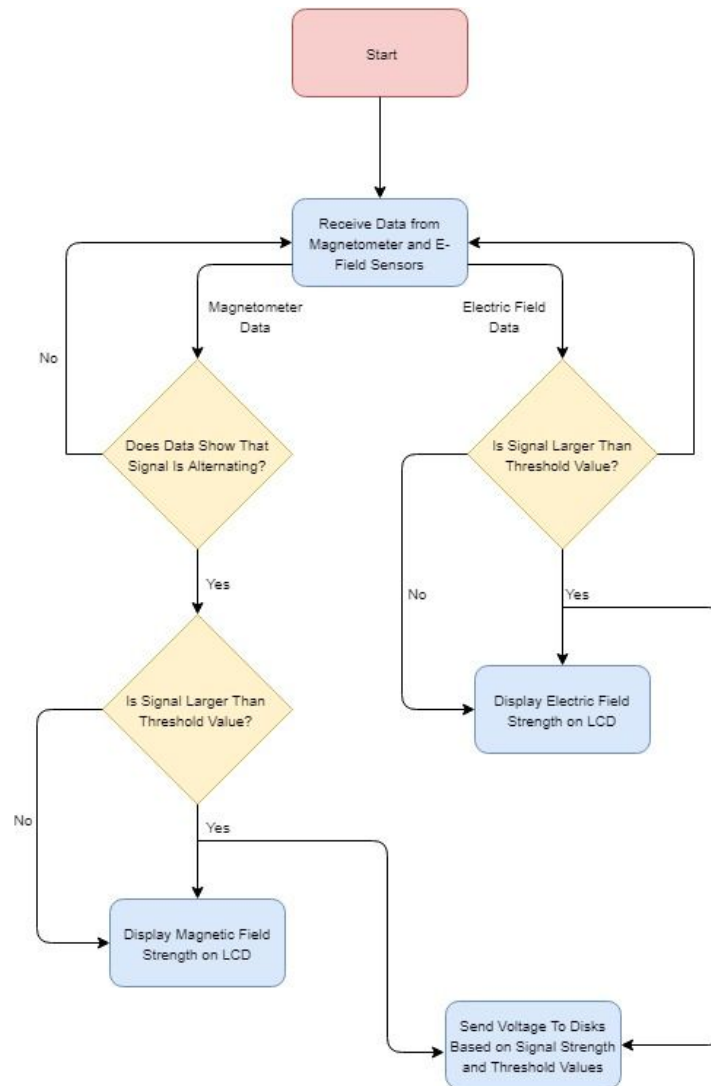 Start
Receive Data from
Magnetometer and E-
Field Sensors
Magnetometer
Data
Electric Field
Data
No
Does Data Show That
Signal Is Alternating?
Is Signal Larger Than
Threshold Value?
Yes
No
Yes
Is Signal Larger Than
Threshold Value?
Display Electric Field
Strength on LCD
No
Yes
Display Magnetic Field
Strength on LCD
Send Voltage To Disks
Based on Signal Strength
and Threshold Values